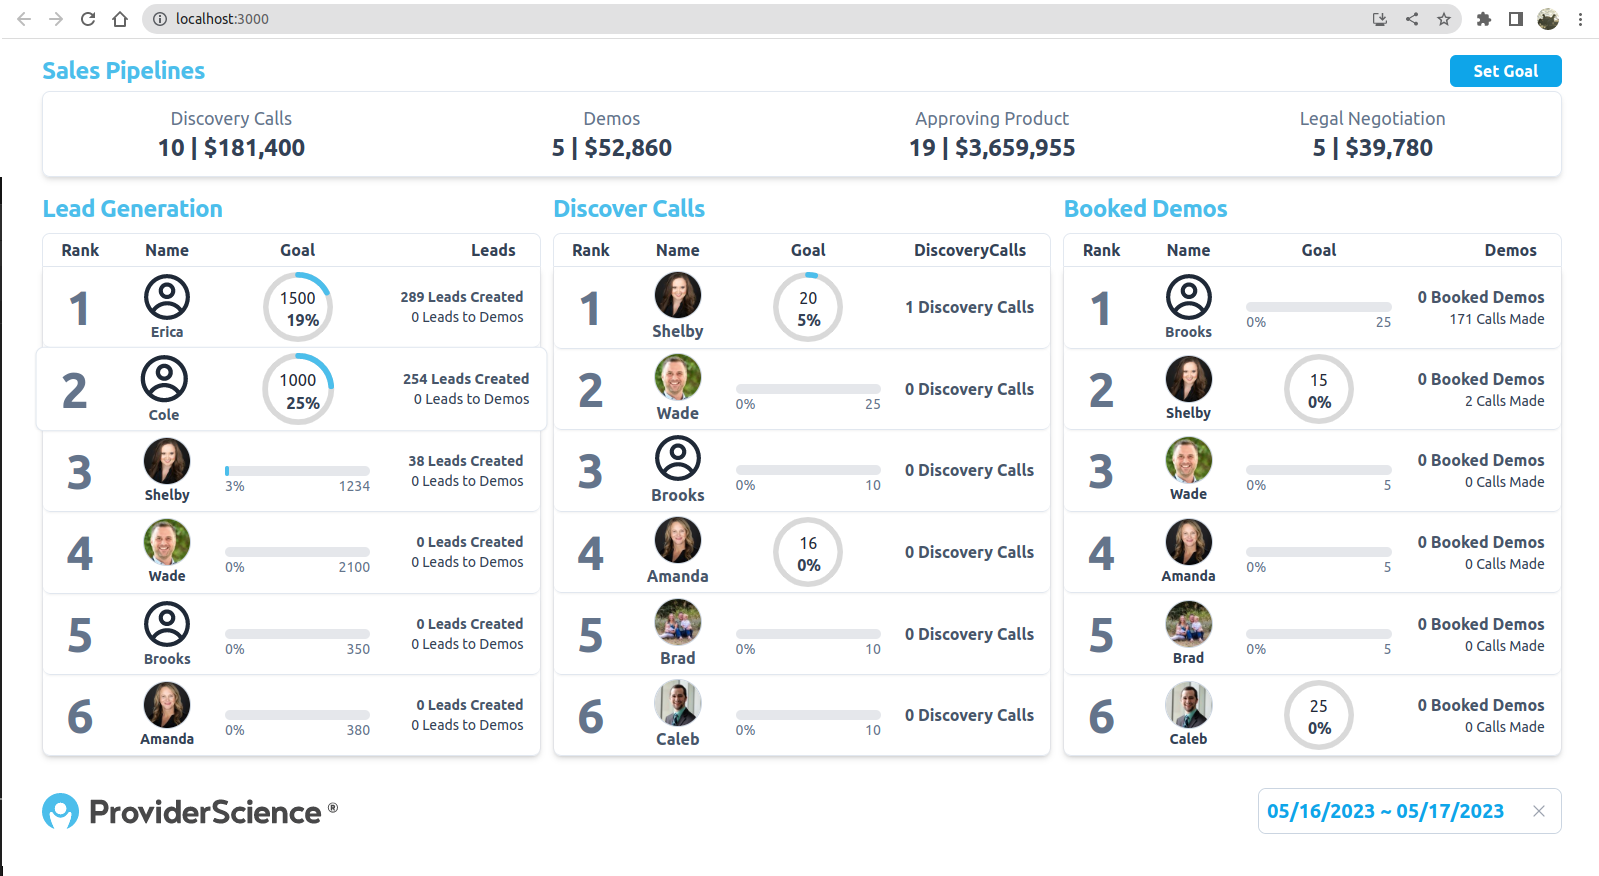 localhost:3000
Sales Pipelines
Set Goal
Discovery Calls
10 | $181,400
Demos
5 | $52,860
Approving Product
19 | $3,659,955
Legal Negotiation
5 | $39,780
Lead Generation
Rank Name Goal Leads
1 Erica 1500 19% 289 Leads Created
0 Leads to Demos
2 Cole 1000 25% 254 Leads Created
0 Leads to Demos
3 Shelby 3% 1234 38 Leads Created
0 Leads to Demos
4 Wade 0% 2100 0 Leads Created
0 Leads to Demos
5 Brooks 0% 350 0 Leads Created
0 Leads to Demos
6 Amanda 0% 380 0 Leads Created
0 Leads to Demos
Discover Calls
Rank Name Goal DiscoveryCalls
1 Shelby 20 5% 1 Discovery Calls
2 Wade 0% 25 0 Discovery Calls
3 Brooks 0% 10 0 Discovery Calls
4 Amanda 16 0% 0 Discovery Calls
5 Brad 0% 10 0 Discovery Calls
6 Caleb 0% 10 0 Discovery Calls
Booked Demos
Rank Name Goal Demos
1 Brooks 0% 25 0 Booked Demos
171 Calls Made
2 Shelby 15 0% 0 Booked Demos
2 Calls Made
3 Wade 0% 5 0 Booked Demos
0 Calls Made
4 Amanda 0% 5 0 Booked Demos
0 Calls Made
5 Brad 0% 5 0 Booked Demos
0 Calls Made
6 Caleb 25 0% 0 Booked Demos
0 Calls Made
ProviderScience ®
05/16/2023 ~ 05/17/2023